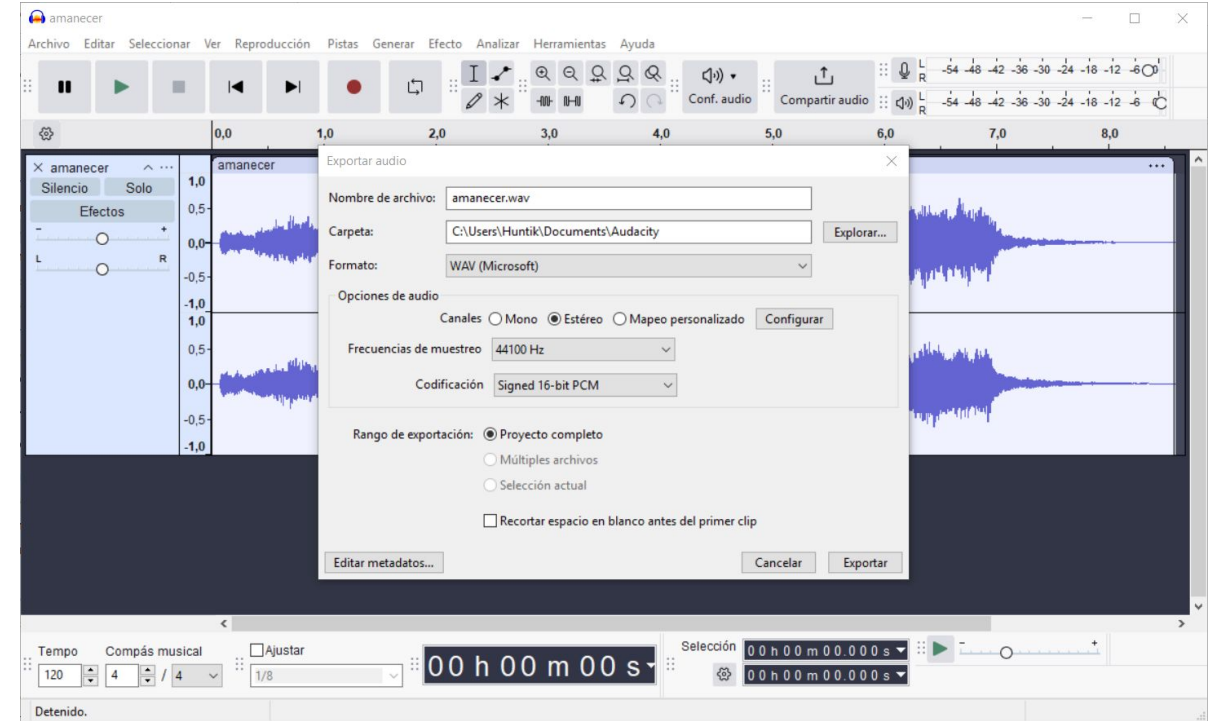 amanecer
Archivo Editar Seleccionar Ver Reproducción Pistas Generar Efecto Analizar Herramientas Ayuda
Conf. audio
Compartir audio
L
R
-54 -48 -42 -36 -30 -24 -18 -12 -6
L
R
-54 -48 -42 -36 -30 -24 -18 -12 -6
0,0 1,0 2,0 3,0 4,0 5,0 6,0 7,0 8,0
amanecer
Silencio Solo
Efectos
- +
L R
1,0
0,5
0,0
-0,5
-1,0
1,0
0,5
0,0
-0,5
-1,0
amanecer
Exportar audio
Nombre de archivo: amanecer.wav
Carpeta: C:\Users\Huntik\Documents\Audacity Explorar...
Formato: WAV (Microsoft)
Opciones de audio
Canales Mono Estéreo Mapeo personalizado Configurar
Frecuencias de muestreo 44100 Hz
Codificación Signed 16-bit PCM
Rango de exportación: Proyecto completo
Múltiples archivos
Selección actual
Recortar espacio en blanco antes del primer clip
Editar metadatos... Cancelar Exportar
Tempo Compás musical
120 4 / 4
Ajustar
1/8
00 h 00 m 00 s
Selección
00 h 00 m 00.000 s
00 h 00 m 00.000 s
- +
Detenido.